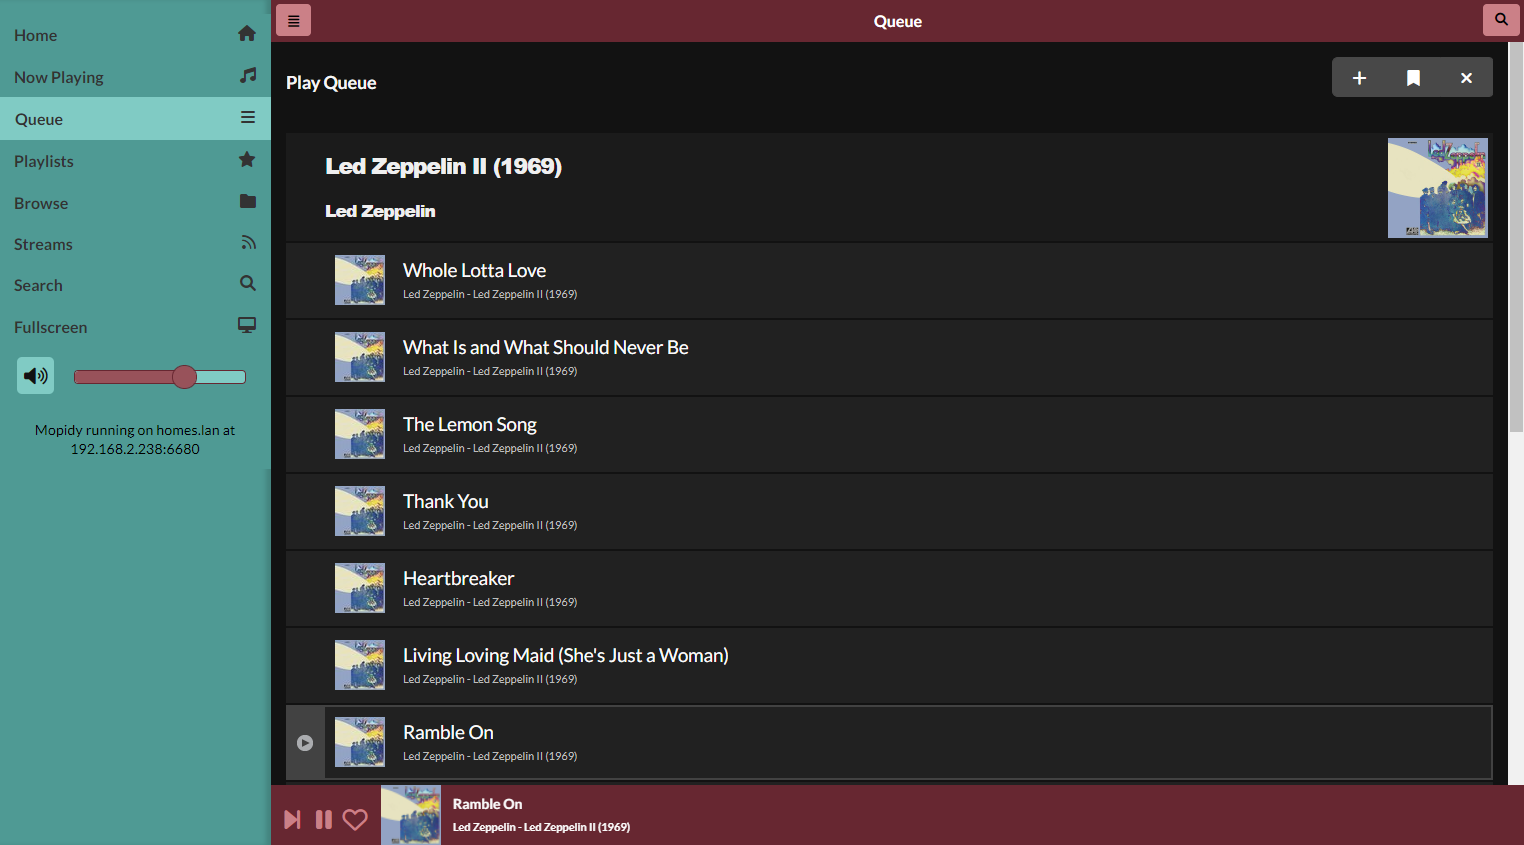 Home
Now Playing
Queue
Playlists
Browse
Streams
Search
Fullscreen
Mopidy running on homes.lan at
192.168.2.238:6680
Queue
Play Queue
Led Zeppelin II (1969)
Led Zeppelin
Whole Lotta Love
Led Zeppelin - Led Zeppelin II (1969)
What Is and What Should Never Be
Led Zeppelin - Led Zeppelin II (1969)
The Lemon Song
Led Zeppelin - Led Zeppelin II (1969)
Thank You
Led Zeppelin - Led Zeppelin II (1969)
Heartbreaker
Led Zeppelin - Led Zeppelin II (1969)
Living Loving Maid (She's Just a Woman)
Led Zeppelin - Led Zeppelin II (1969)
Ramble On
Led Zeppelin - Led Zeppelin II (1969)
Ramble On
Led Zeppelin - Led Zeppelin II (1969)